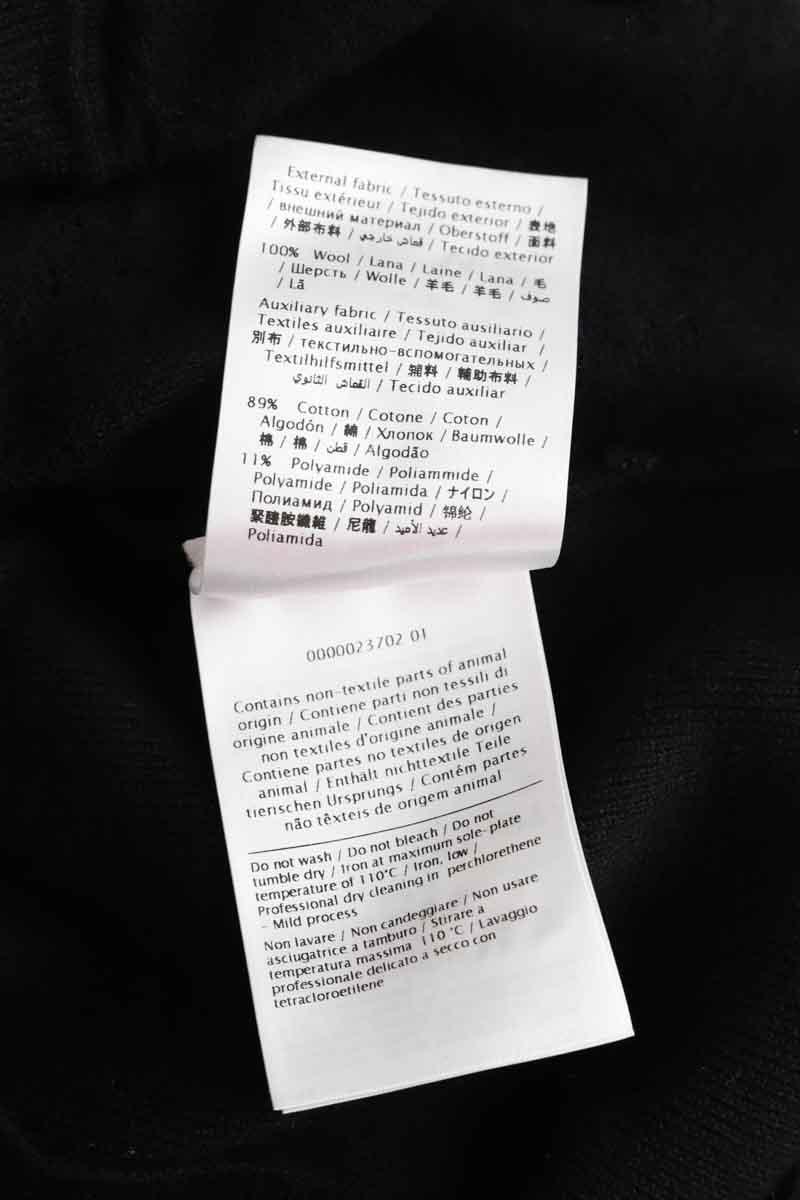 External fabric / Tessuto esterno /
Tissu extérieur / Tejido exterior / 表地
/ внешний материал / Oberstoff / 面料
/ 外部布料 / قماش خارجي / Tecido exterior
100% Wool / Lana / Laine / Lana / 毛
/ Шерсть / Wolle / 羊毛 / 羊毛 / صوف
/ Lã
Auxiliary fabric / Tessuto ausiliario /
Textiles auxiliaire / Tejido auxiliar /
別布 / текстильно-вспомогательных /
Textilhilfsmittel / 辅料 / 輔助布料 /
القماش الثانوي / Tecido auxiliar
89% Cotton / Cotone / Coton /
Algodón / 綿 / Хлопок / Baumwolle /
棉 / 棉 / قطن / Algodão
11% Polyamide / Poliammide /
Polyamide / Poliamida / ナイロン /
Полиамид / Polyamid / 锦纶 /
聚醯胺纖維 / 尼龍 / عديد الأميد /
Poliamida
0000023702 01
Contains non-textile parts of animal
origin / Contiene parti non tessili di
origine animale / Contient des parties
non textiles d'origine animale /
Contiene partes no textiles de origen
animal / Enthält nichttextile Teile
tierischen Ursprungs / Contém partes
não têxteis de origem animal
Do not wash / Do not bleach / Do not
tumble dry / Iron at maximum sole-plate
temperature of 110°C / Iron, low /
Professional dry cleaning in perchlorethene
- Mild process
Non lavare / Non candeggiare / Non usare
asciugatrice a tamburo / Stirare a
temperatura massima 110 °C / Lavaggio
professionale delicato a secco con
tetracloroetilene